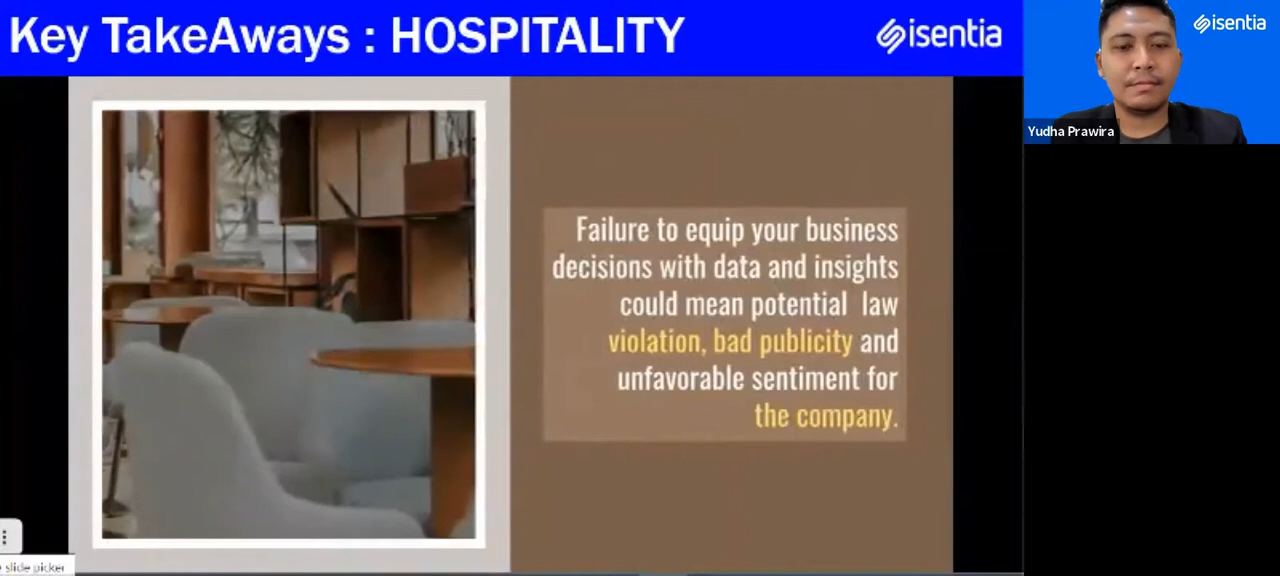 Key TakeAways : HOSPITALITY
isentia
isentia
Yudha Prawira
Failure to equip your business
decisions with data and insights
could mean potential law
violation, bad publicity and
unfavorable sentiment for
the company.
slide picker